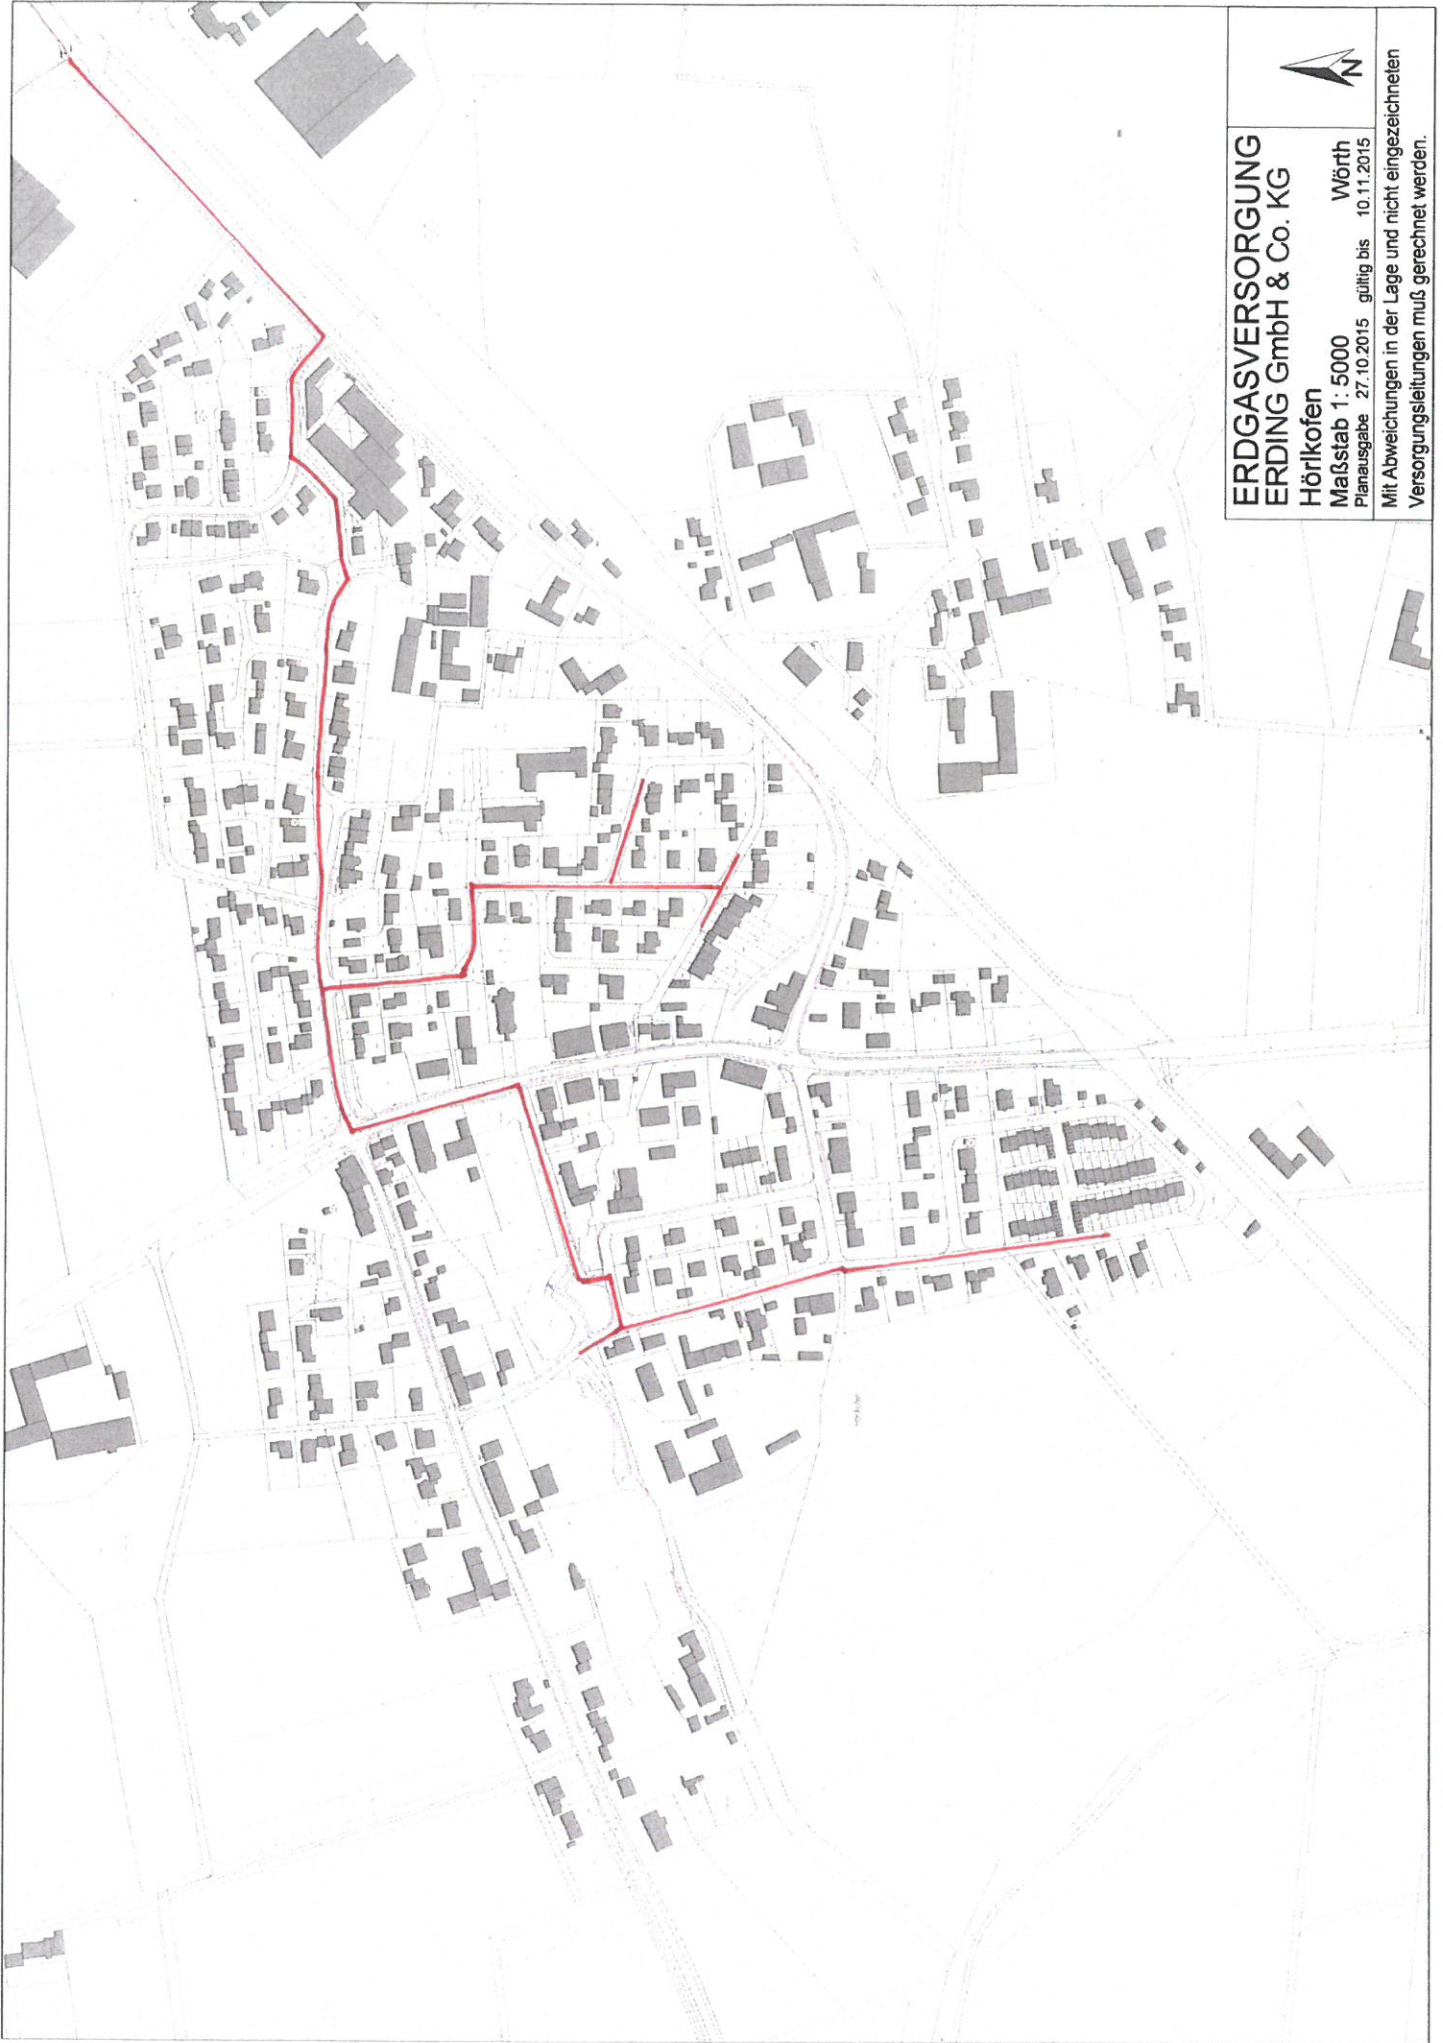 ERDGASVERSORGUNG
ERDING GmbH & Co. KG
Hörlkofen Wörth
Maßstab 1: 5000
Planausgabe 27.10.2015 gültig bis 10.11.2015
N
Mit Abweichungen in der Lage und nicht eingezeichneten
Versorgungsleitungen muß gerechnet werden.